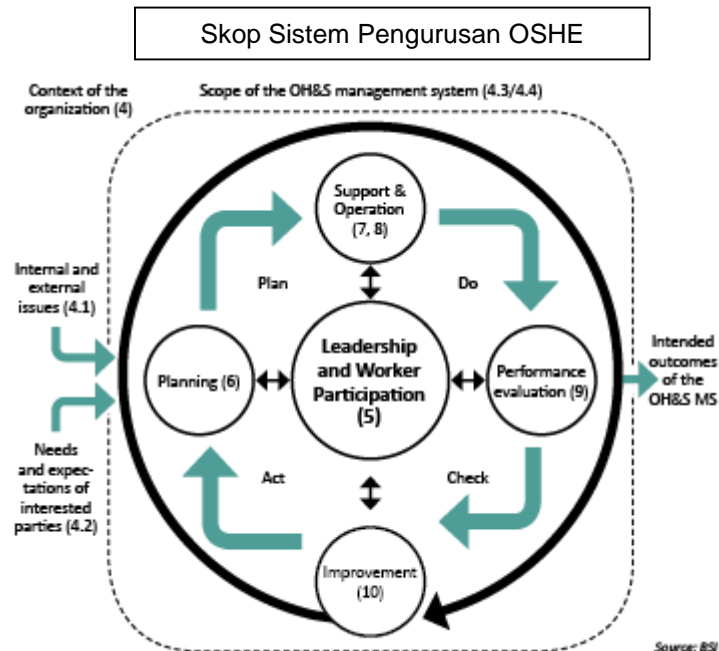 Skop Sistem Pengurusan OSHE
Context of the
organization (4)
Scope of the OH&S management system (4.3/4.4)
Support &
Operation
(7, 8)
Plan
Do
Internal and
external
issues (4.1)
Planning (6)
Leadership
and Worker
Participation
(5)
Performance
evaluation (9)
Intended
outcomes
of the
OH&S MS
Needs
and expec-
tations of
interested
parties (4.2)
Act
Check
Improvement
(10)
Source: BSI